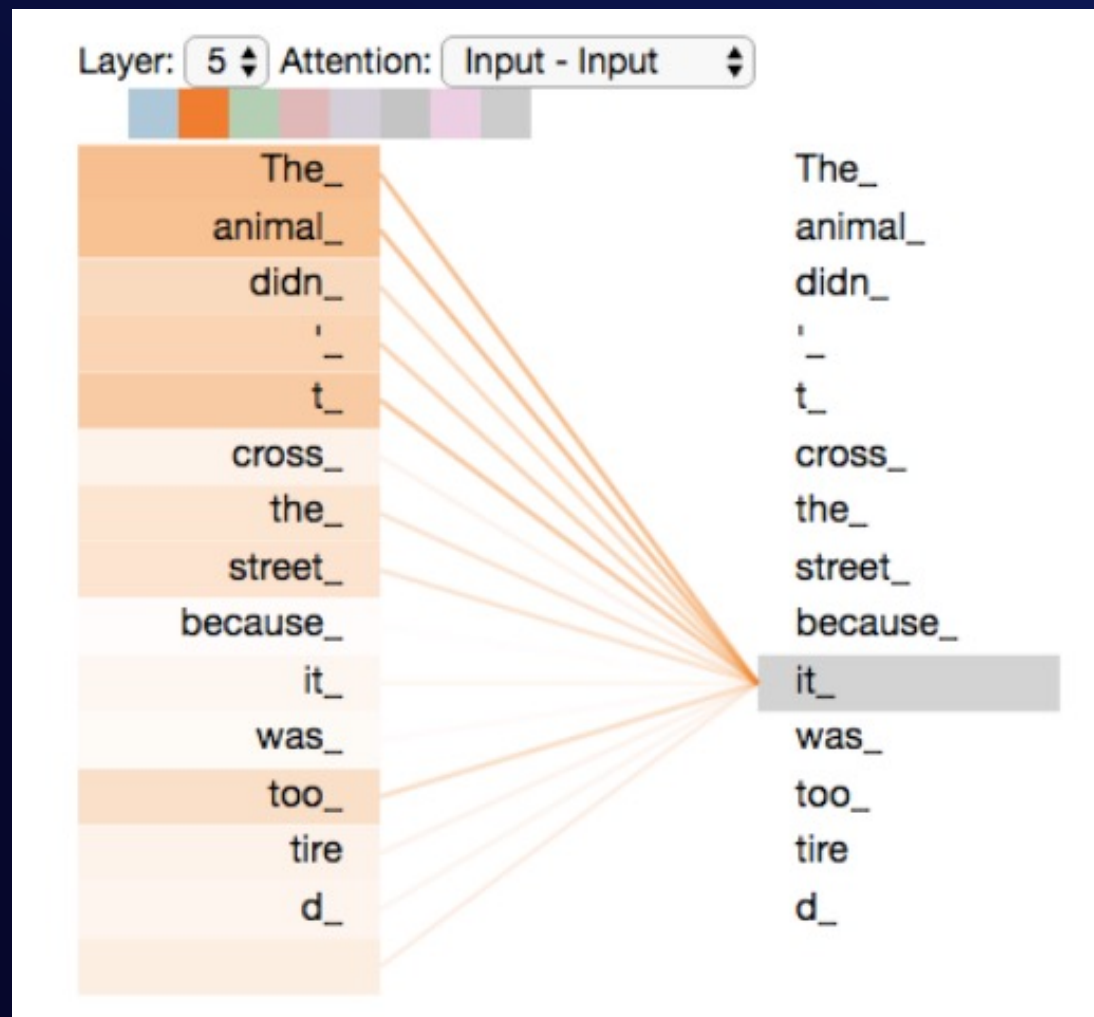 Layer: 5 Attention: Input - Input
The_ The_
animal_ animal_
didn_ didn_
'_ '_
t_ t_
cross_ cross_
the_ the_
street_ street_
because_ because_
it_ it_
was_ was_
too_ too_
tire tire
d_ d_